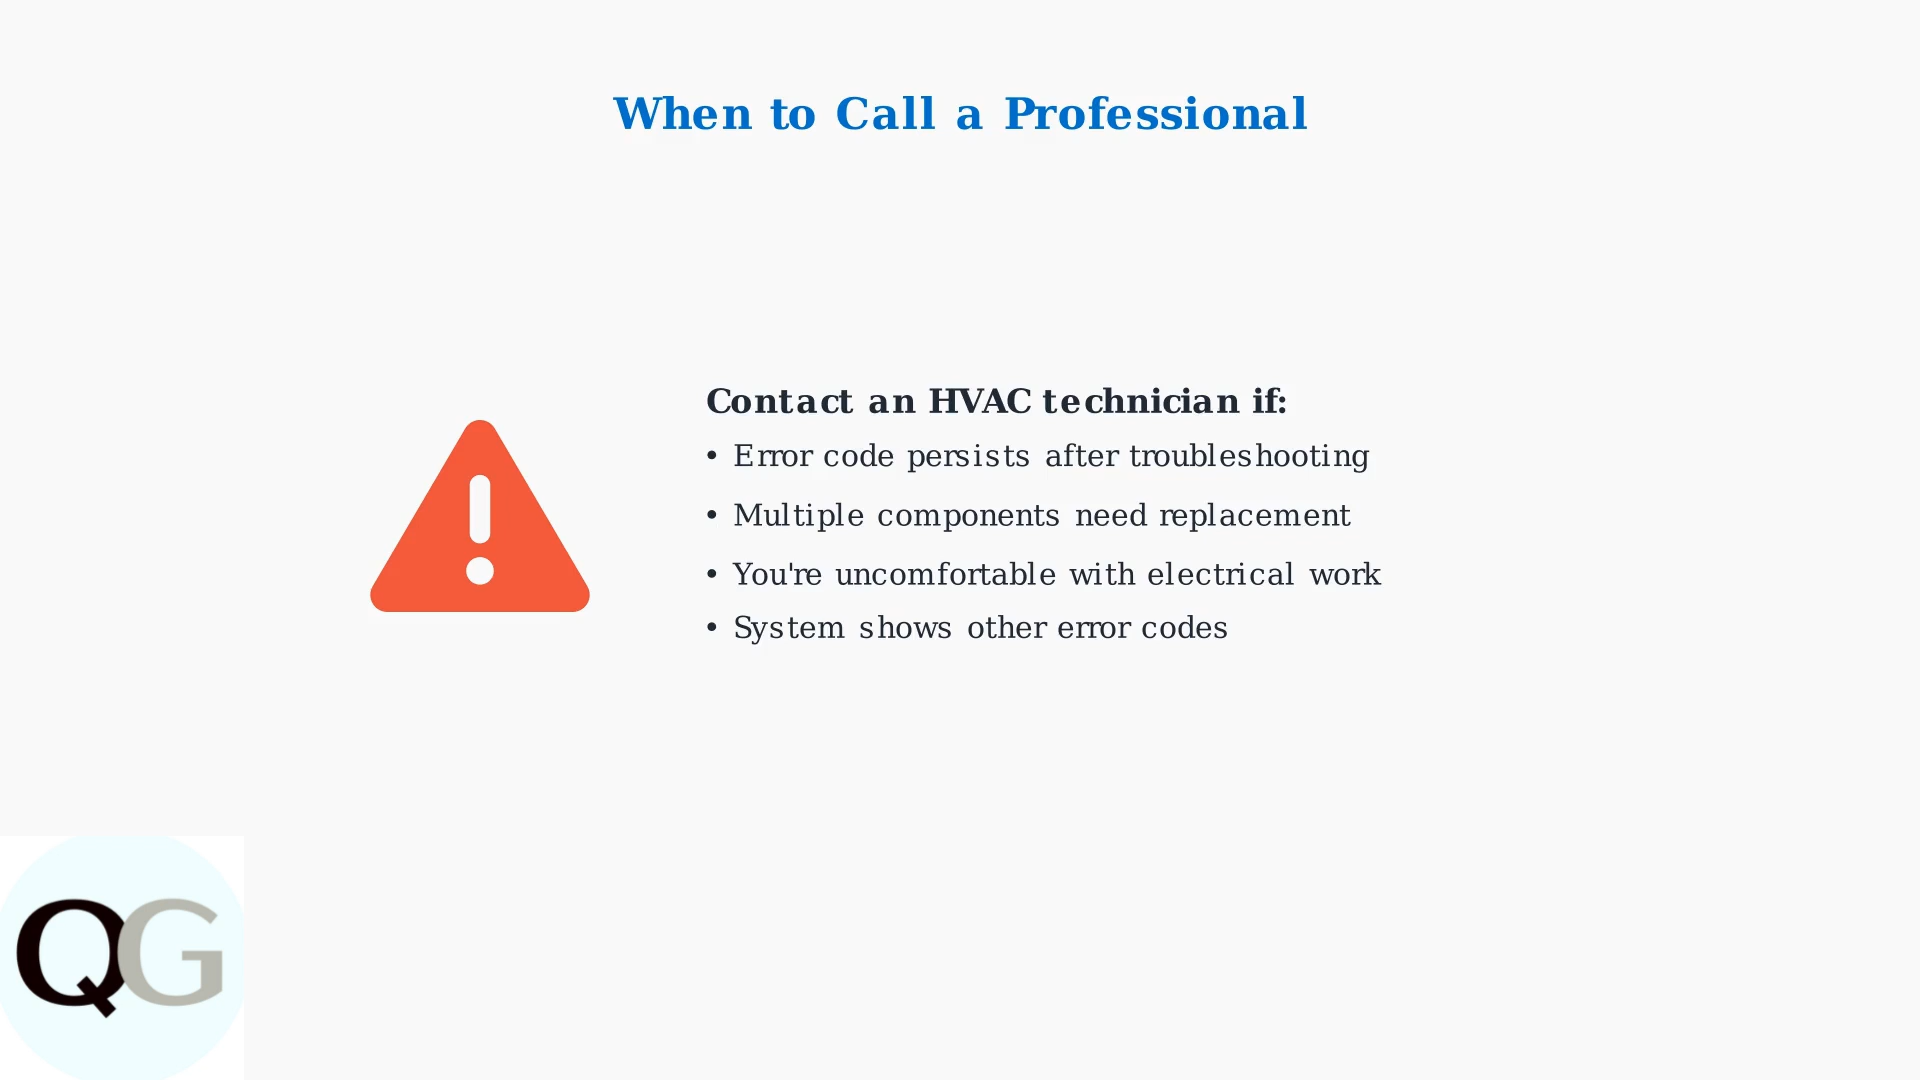 When to Call a Professional
Contact an HVAC technician if:
• Error code persists after troubleshooting
• Multiple components need replacement
• You're uncomfortable with electrical work
• System shows other error codes
QG